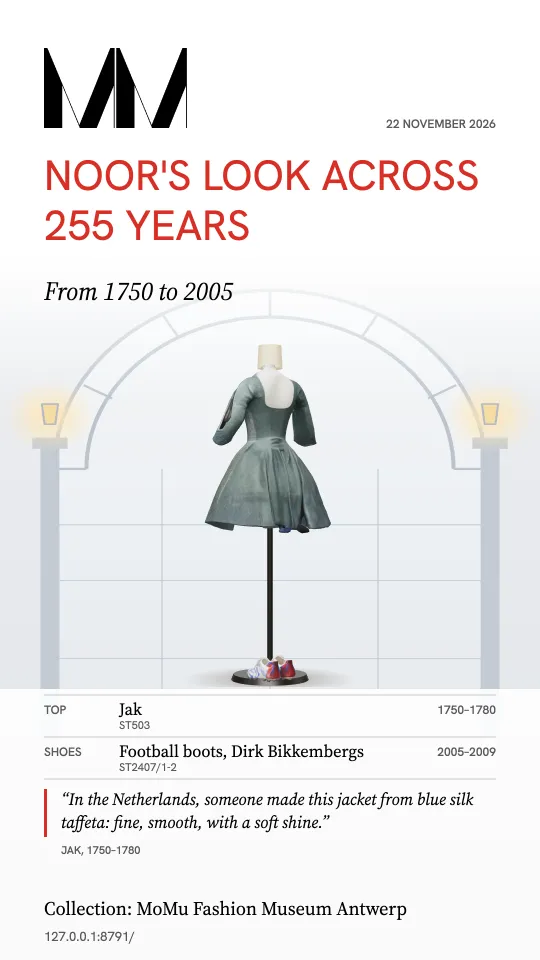 MM
22 NOVEMBER 2026
NOOR'S LOOK ACROSS
255 YEARS
From 1750 to 2005
TOP
Jak
1750–1780
ST503
SHOES
Football boots, Dirk Bikkembergs
2005–2009
ST2407/1-2
“In the Netherlands, someone made this jacket from blue silk
taffeta: fine, smooth, with a soft shine.”
JAK, 1750–1780
Collection: MoMu Fashion Museum Antwerp
127.0.0.1:8791/